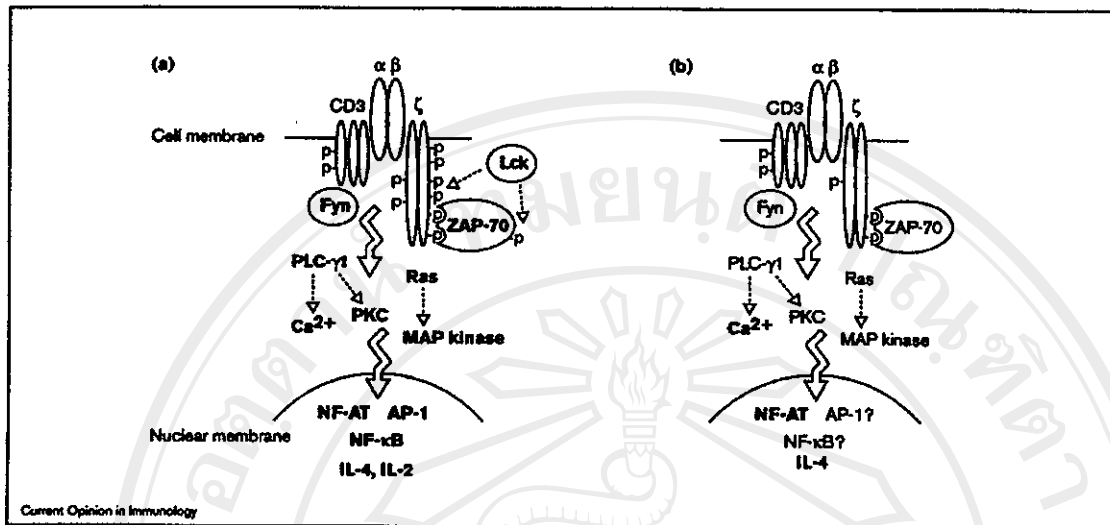 (a)
α β
CD3
ζ
Cell membrane
p
p
p
p
p
p
p
p
p
p
Lck
Fyn
ZAP-70
p
PLC-γ1
Ras
Ca2+
PKC
MAP kinase
NF-AT AP-1
Nuclear membrane
NF-κB
IL-4, IL-2
(b)
α β
CD3
ζ
p
p
p
p
p
Fyn
ZAP-70
PLC-γ1
Ras
Ca2+
PKC
MAP kinase
NF-AT AP-1?
NF-κB?
IL-4
Current Opinion in Immunology